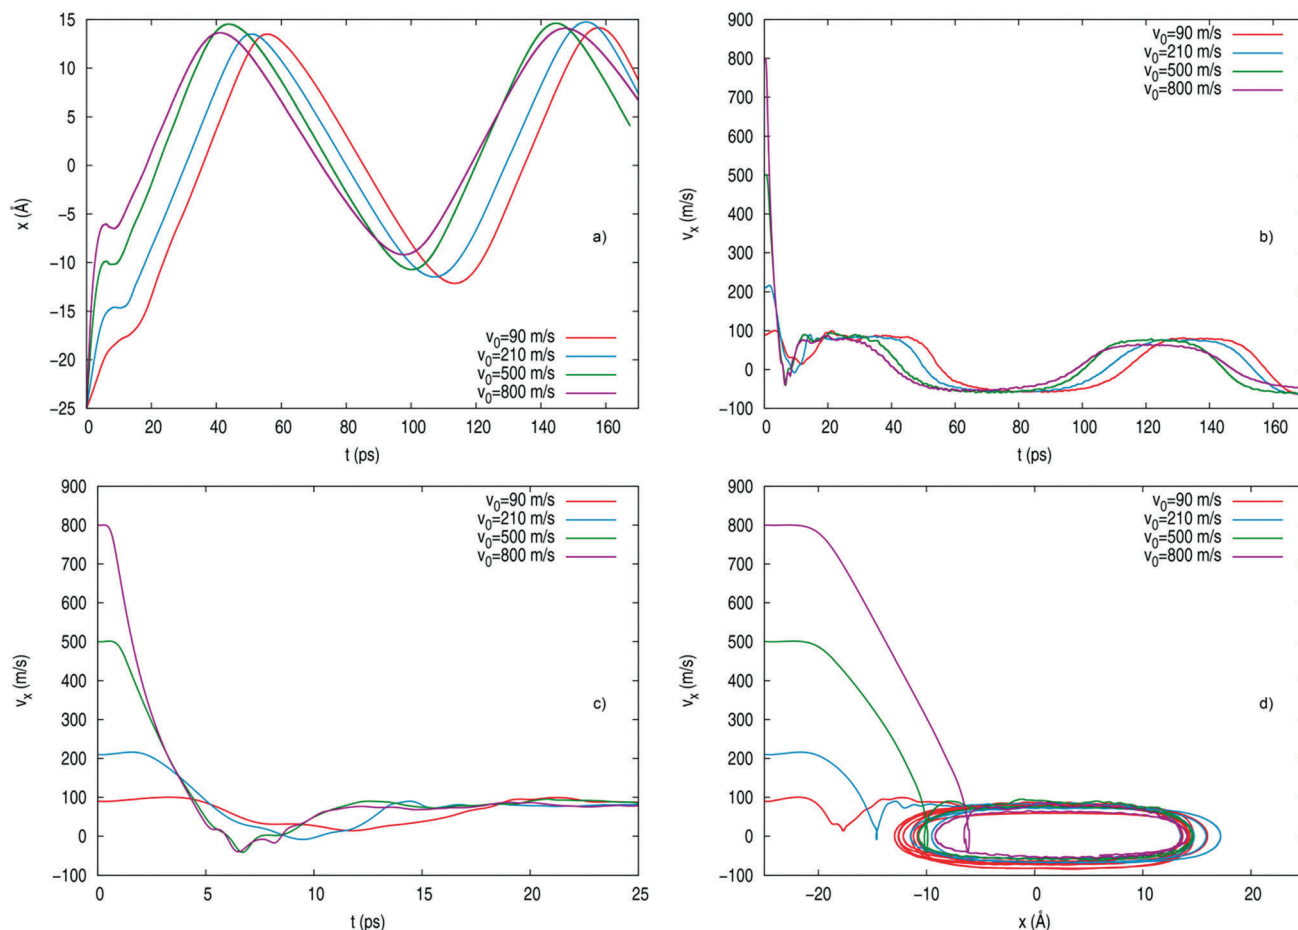 15
10
5
0
−5
−10
−15
−20
−25
x (Å)
a)
v0=90 m/s
v0=210 m/s
v0=500 m/s
v0=800 m/s
0 20 40 60 80 100 120 140 160
t (ps)
900
800
700
600
500
400
300
200
100
0
−100
vx (m/s)
v0=90 m/s
v0=210 m/s
v0=500 m/s
v0=800 m/s
b)
0 20 40 60 80 100 120 140 160
t (ps)
900
800
700
600
500
400
300
200
100
0
−100
vx (m/s)
v0=90 m/s
v0=210 m/s
v0=500 m/s
v0=800 m/s
c)
0 5 10 15 20 25
t (ps)
900
800
700
600
500
400
300
200
100
0
−100
vx (m/s)
v0=90 m/s
v0=210 m/s
v0=500 m/s
v0=800 m/s
d)
−20 −10 0 10 20
x (Å)